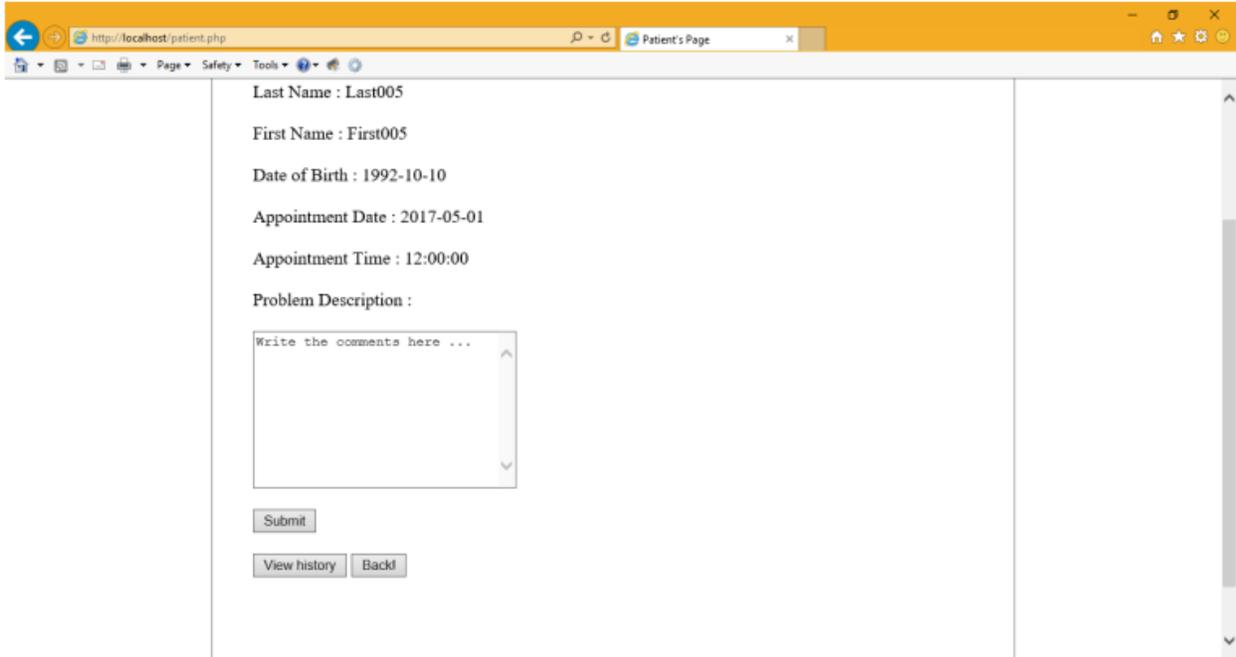 http://localhost/patient.php
Patient's Page
Page Safety Tools
Last Name : Last005
First Name : First005
Date of Birth : 1992-10-10
Appointment Date : 2017-05-01
Appointment Time : 12:00:00
Problem Description :
Write the comments here ...
Submit
View history Back!